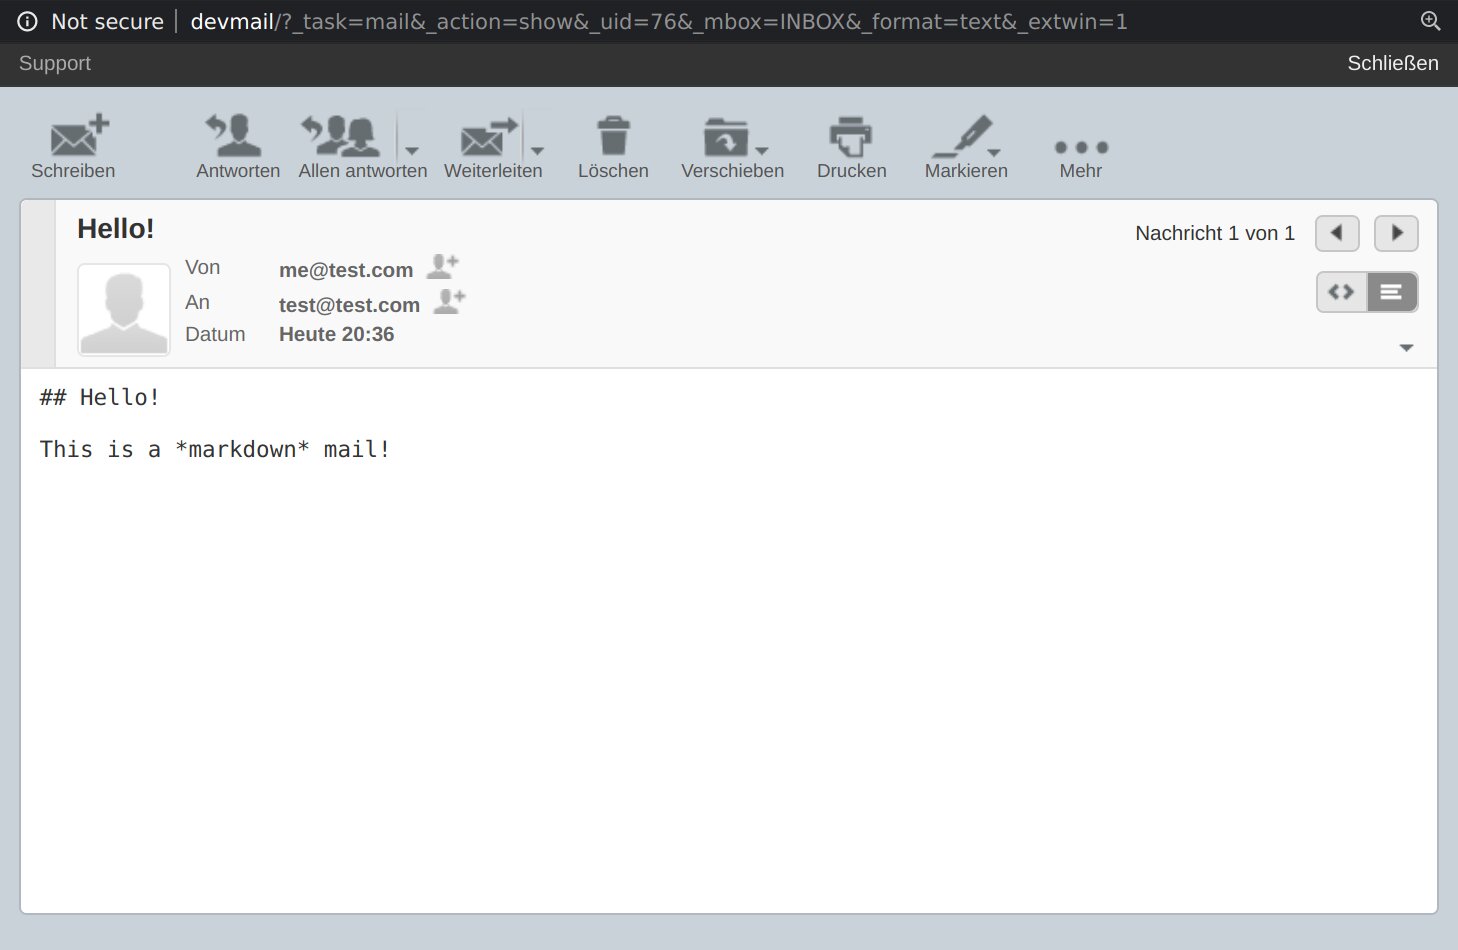 Not secure devmail/?_task=mail&_action=show&_uid=76&_mbox=INBOX&_format=text&_extwin=1
Support Schließen
Schreiben Antworten Allen antworten Weiterleiten Löschen Verschieben Drucken Markieren Mehr
Hello! Nachricht 1 von 1
Von me@test.com
An test@test.com
Datum Heute 20:36
## Hello!
This is a *markdown* mail!